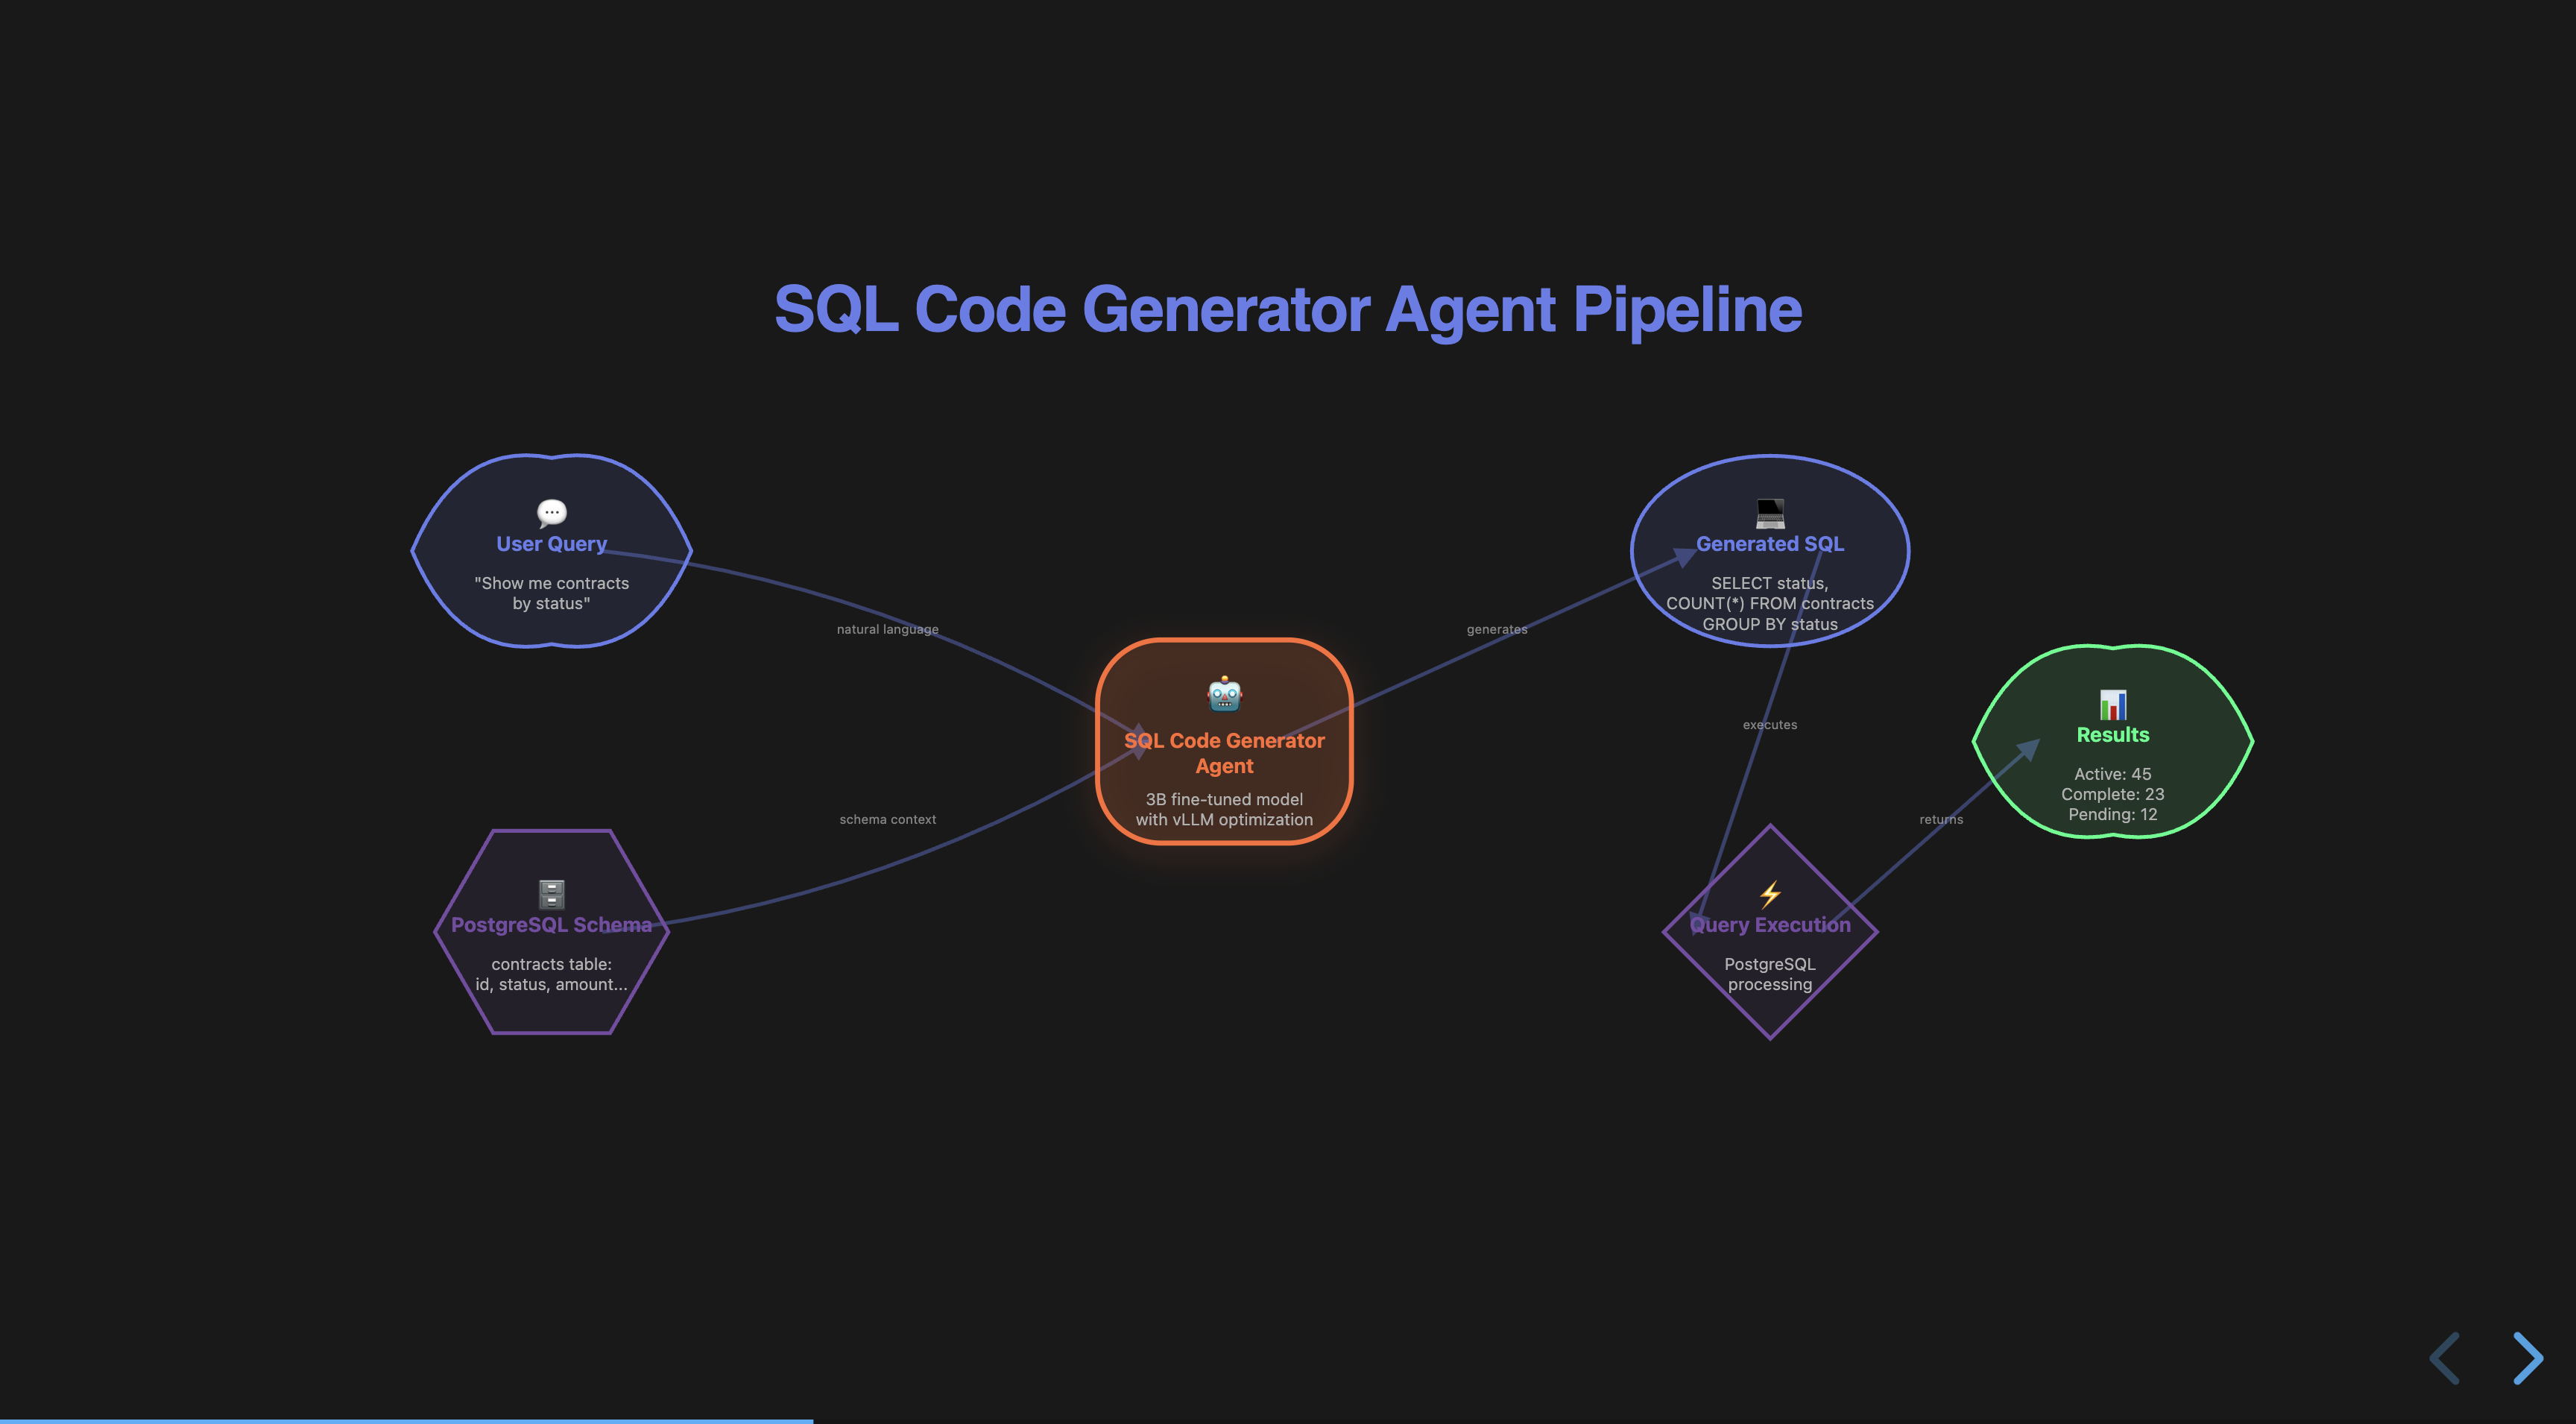 SQL Code Generator Agent Pipeline
User Query
"Show me contracts
by status"
natural language
PostgreSQL Schema
contracts table:
id, status, amount...
schema context
SQL Code Generator
Agent
3B fine-tuned model
with vLLM optimization
generates
Generated SQL
SELECT status,
COUNT(*) FROM contracts
GROUP BY status
executes
Query Execution
PostgreSQL
processing
returns
Results
Active: 45
Complete: 23
Pending: 12